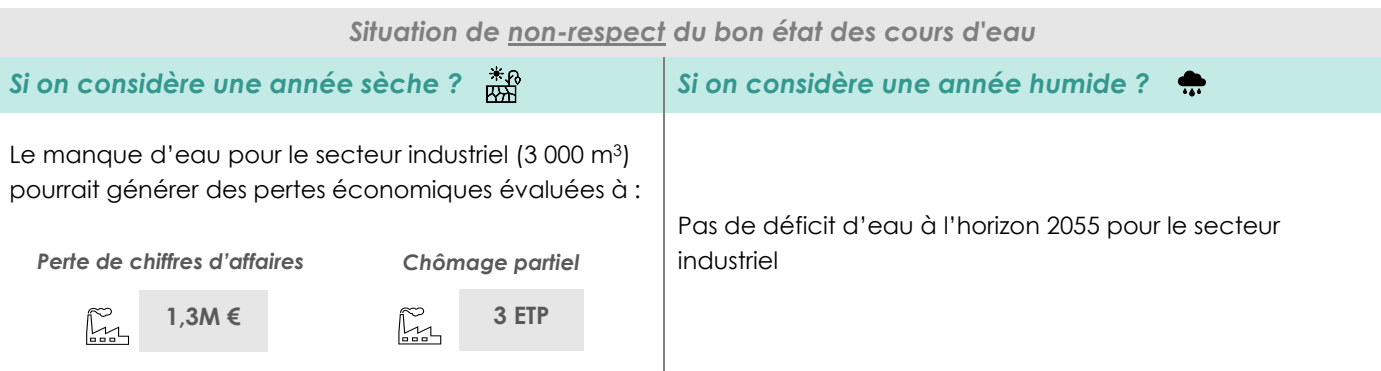 Situation de non-respect du bon état des cours d'eau
Si on considère une année sèche ?
Le manque d’eau pour le secteur industriel (3 000 m³)
pourrait générer des pertes économiques évaluées à :
Perte de chiffres d’affaires
1,3M €
Chômage partiel
3 ETP
Si on considère une année humide ?
Pas de déficit d’eau à l’horizon 2055 pour le secteur
industriel